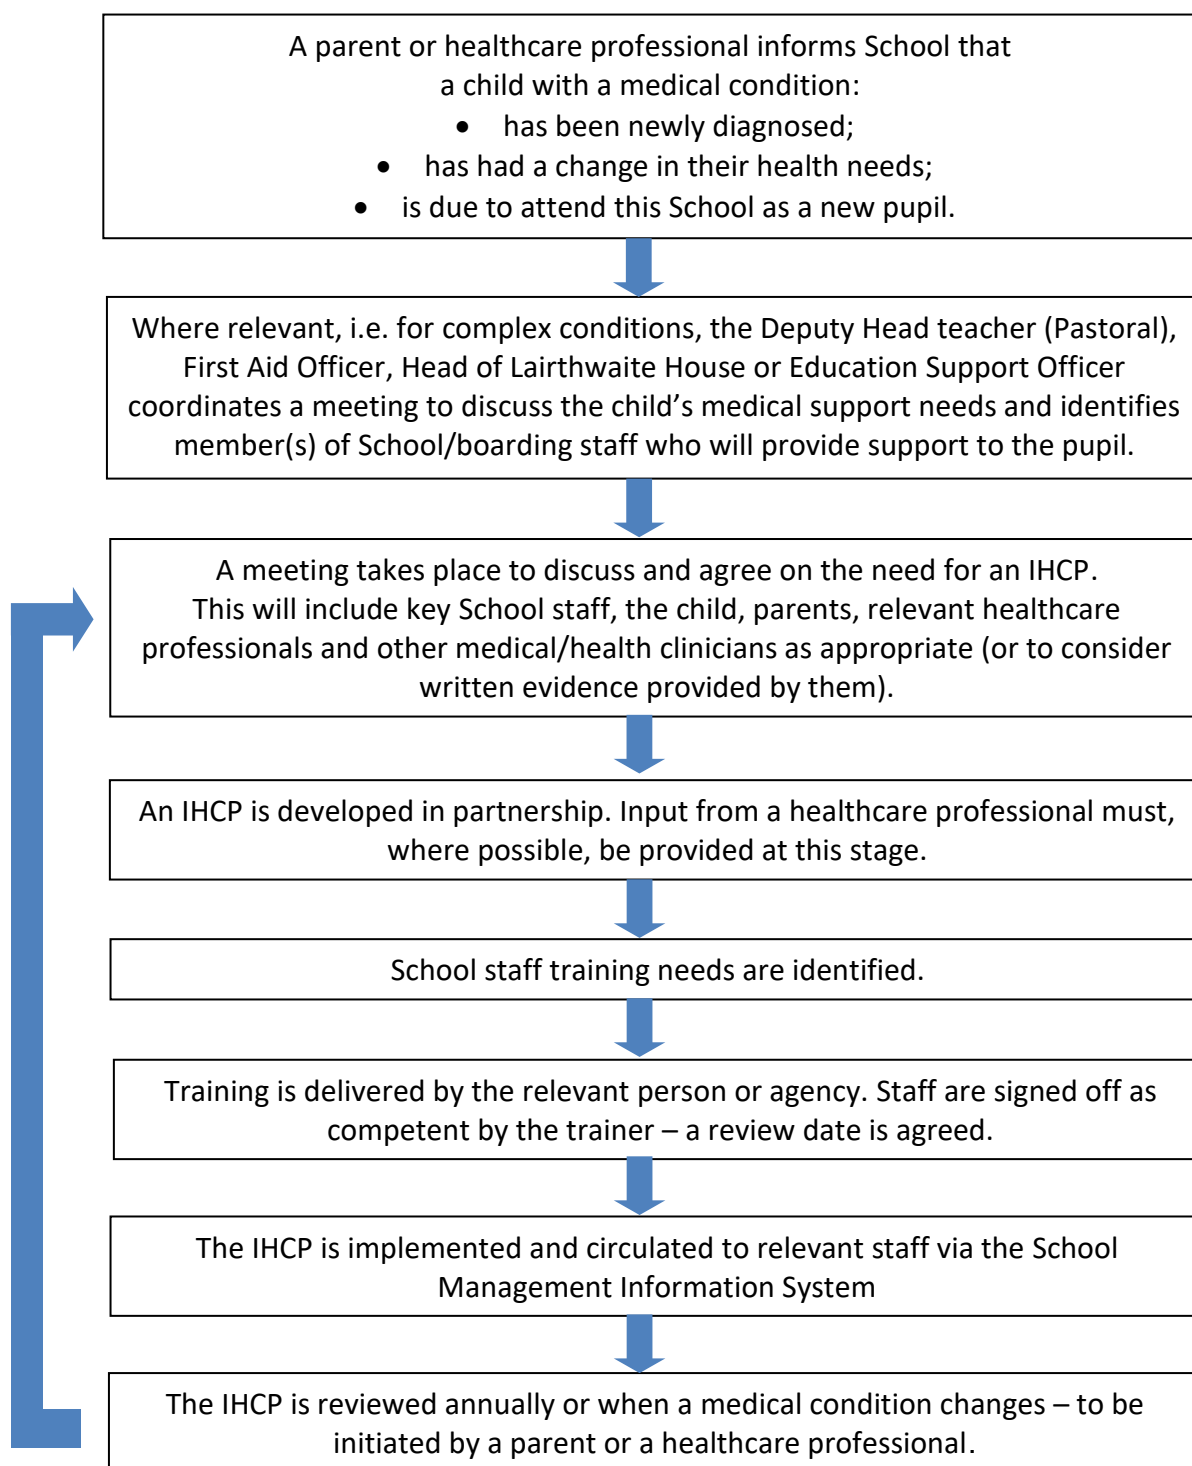 A parent or healthcare professional informs School that
a child with a medical condition:
• has been newly diagnosed;
• has had a change in their health needs;
• is due to attend this School as a new pupil.
Where relevant, i.e. for complex conditions, the Deputy Head teacher (Pastoral),
First Aid Officer, Head of Lairthwaite House or Education Support Officer
coordinates a meeting to discuss the child’s medical support needs and identifies
member(s) of School/boarding staff who will provide support to the pupil.
A meeting takes place to discuss and agree on the need for an IHCP.
This will include key School staff, the child, parents, relevant healthcare
professionals and other medical/health clinicians as appropriate (or to consider
written evidence provided by them).
An IHCP is developed in partnership. Input from a healthcare professional must,
where possible, be provided at this stage.
School staff training needs are identified.
Training is delivered by the relevant person or agency. Staff are signed off as
competent by the trainer – a review date is agreed.
The IHCP is implemented and circulated to relevant staff via the School
Management Information System
The IHCP is reviewed annually or when a medical condition changes – to be
initiated by a parent or a healthcare professional.